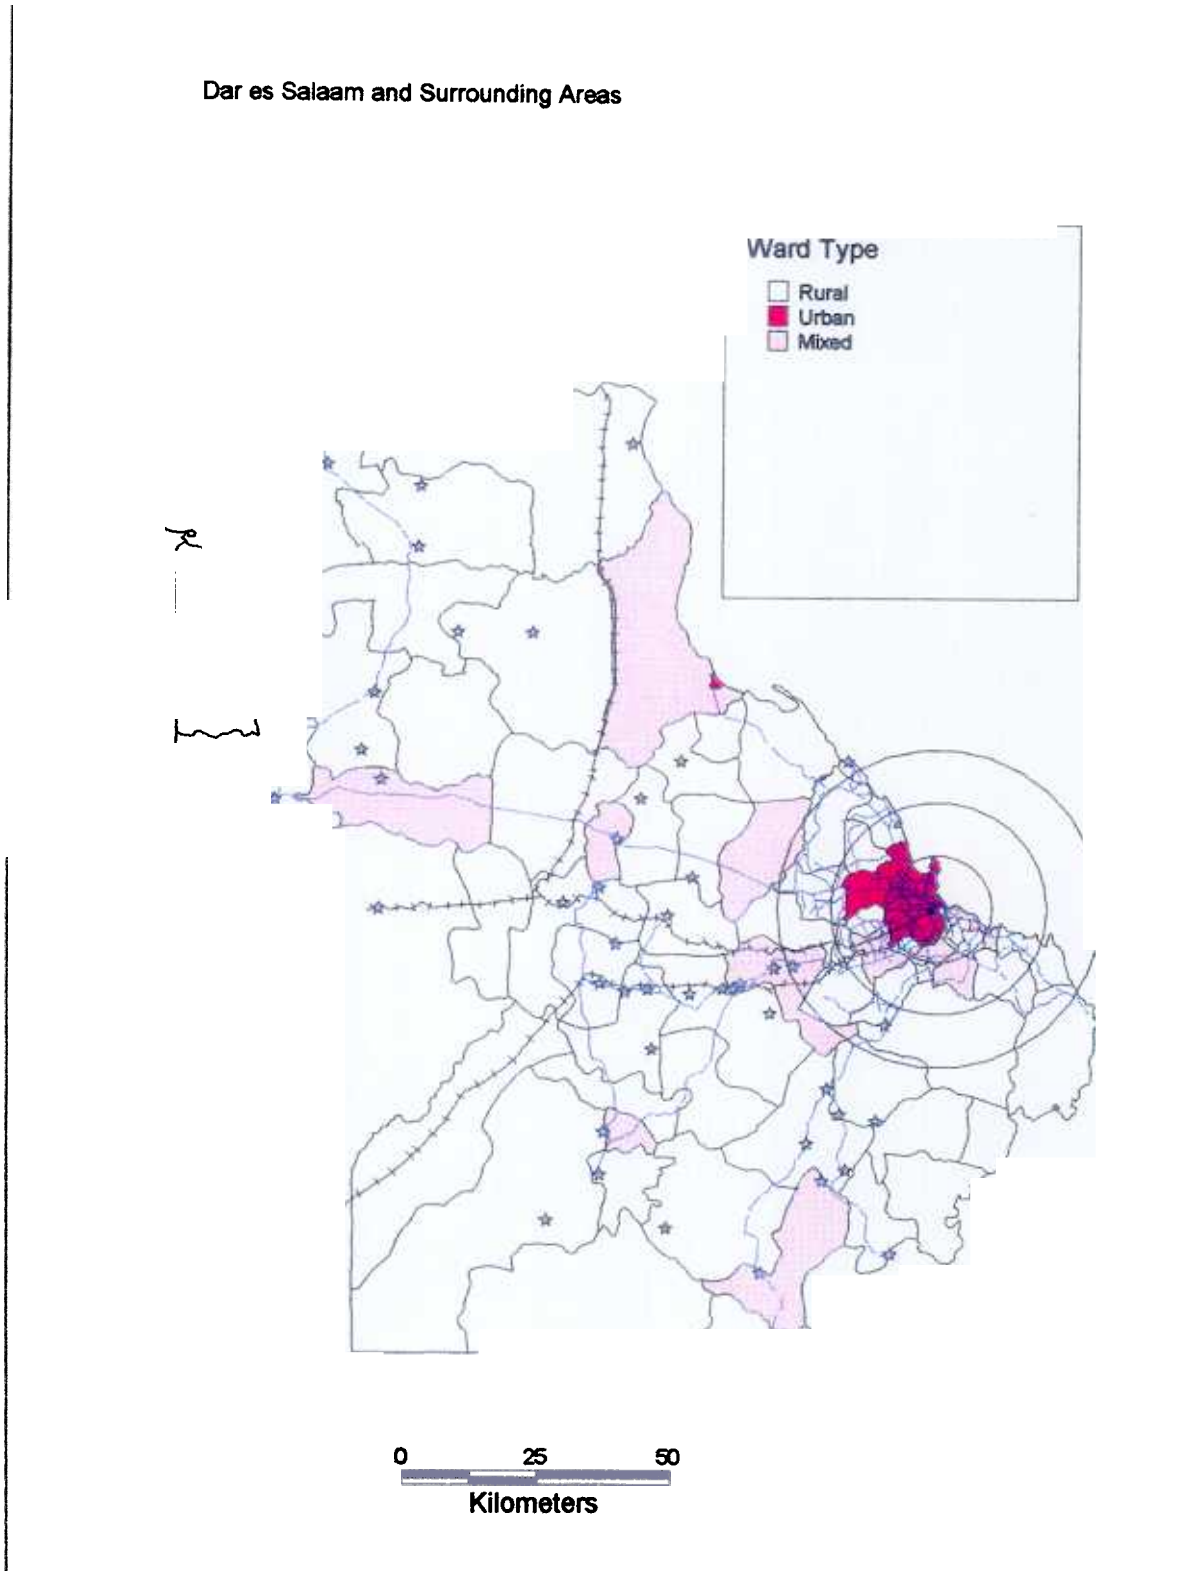 Dar es Salaam and Surrounding Areas
Ward Type
Rural
Urban
Mixed
0 25 50
Kilometers